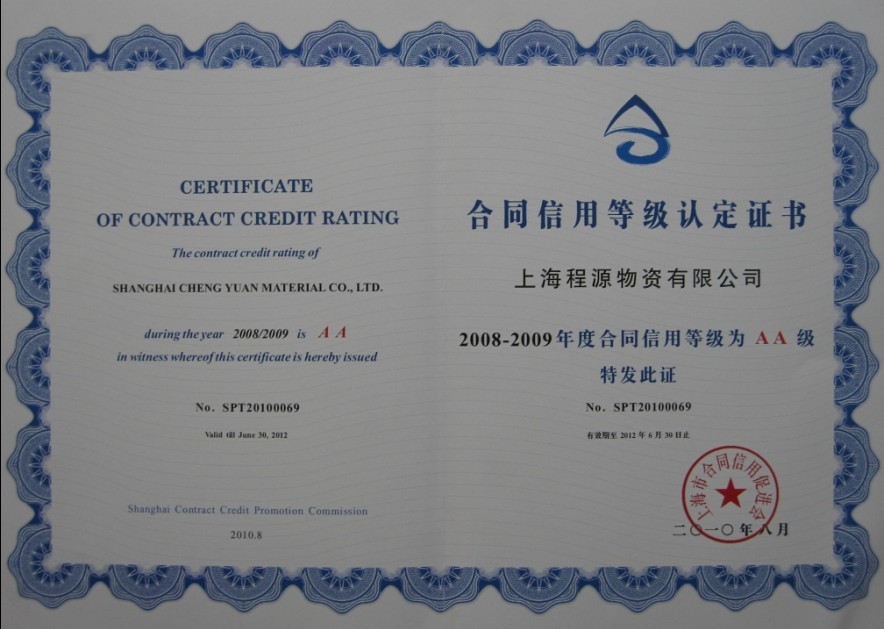 CERTIFICATE
OF CONTRACT CREDIT RATING
The contract credit rating of
SHANGHAI CHENG YUAN MATERIAL CO., LTD.
during the year 2008/2009 is A A
in witness whereof this certificate is hereby issued
No. SPT20100069
Valid till June 30, 2012
Shanghai Contract Credit Promotion Commission
2010.8
合同信用等级认定证书
上海程源物资有限公司
2008-2009年度合同信用等级为 AA 级
特发此证
No. SPT20100069
有效期至 2012 年 6 月 30 日止
上海市合同信用促进会
二〇一〇年八月